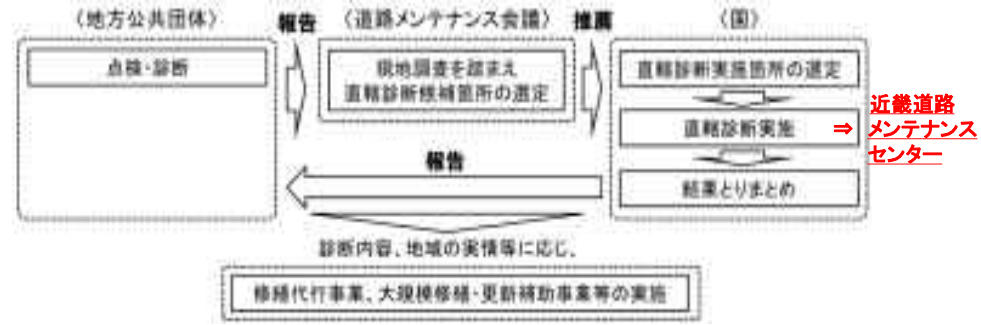 （地方公共団体）
点検・診断
報告
（道路メンテナンス会議）
現地調査を踏まえ
直轄診断候補箇所の選定
推薦
（国）
直轄診断実施箇所の選定
直轄診断実施
⇒
近畿道路
メンテナンス
センター
結果とりまとめ
報告
診断内容、地域の実情等に応じ、
修繕代行事業、大規模修繕・更新補助事業等の実施